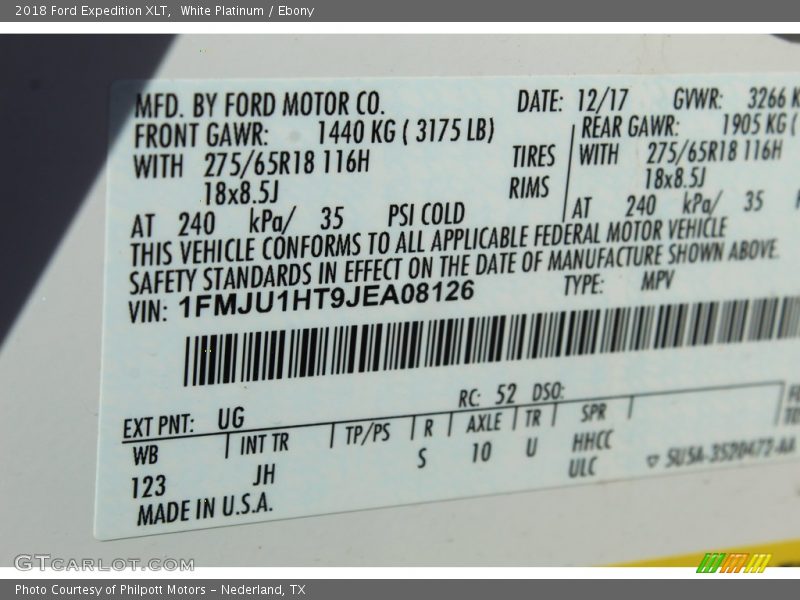 2018 Ford Expedition XLT, White Platinum / Ebony
MFD. BY FORD MOTOR CO. DATE: 12/17 GVWR: 3266 K
FRONT GAWR: 1440 KG ( 3175 LB) REAR GAWR: 1905 KG (
WITH 275/65R18 116H TIRES WITH 275/65R18 116H
18x8.5J RIMS 18x8.5J
AT 240 kPa/ 35 PSI COLD AT 240 kPa/ 35
THIS VEHICLE CONFORMS TO ALL APPLICABLE FEDERAL MOTOR VEHICLE
SAFETY STANDARDS IN EFFECT ON THE DATE OF MANUFACTURE SHOWN ABOVE.
VIN: 1FMJU1HT9JEA08126 TYPE: MPV
EXT PNT: UG RC: 52 DSO:
WB INT TR TP/PS R AXLE TR SPR
123 JH S 10 U HHCC
ULC SU5A-3520472-AA
MADE IN U.S.A.
GTCARLOT.COM
Photo Courtesy of Philpott Motors - Nederland, TX